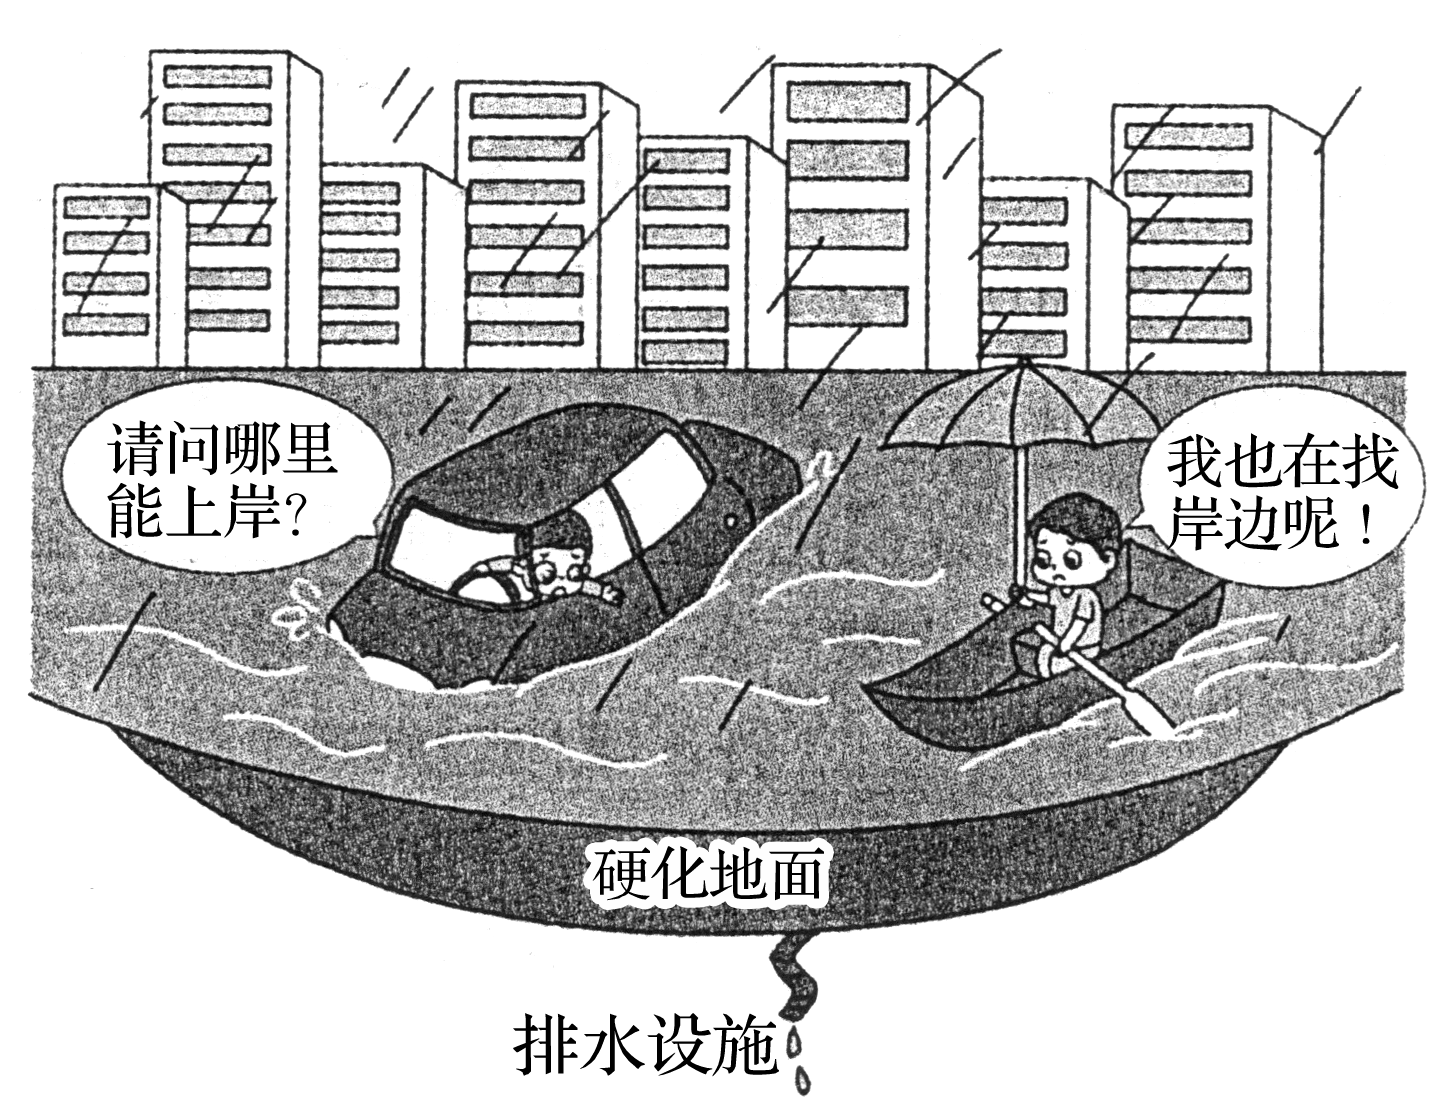 请问哪里
能上岸?
我也在找
岸边呢!
硬化地面
排水设施